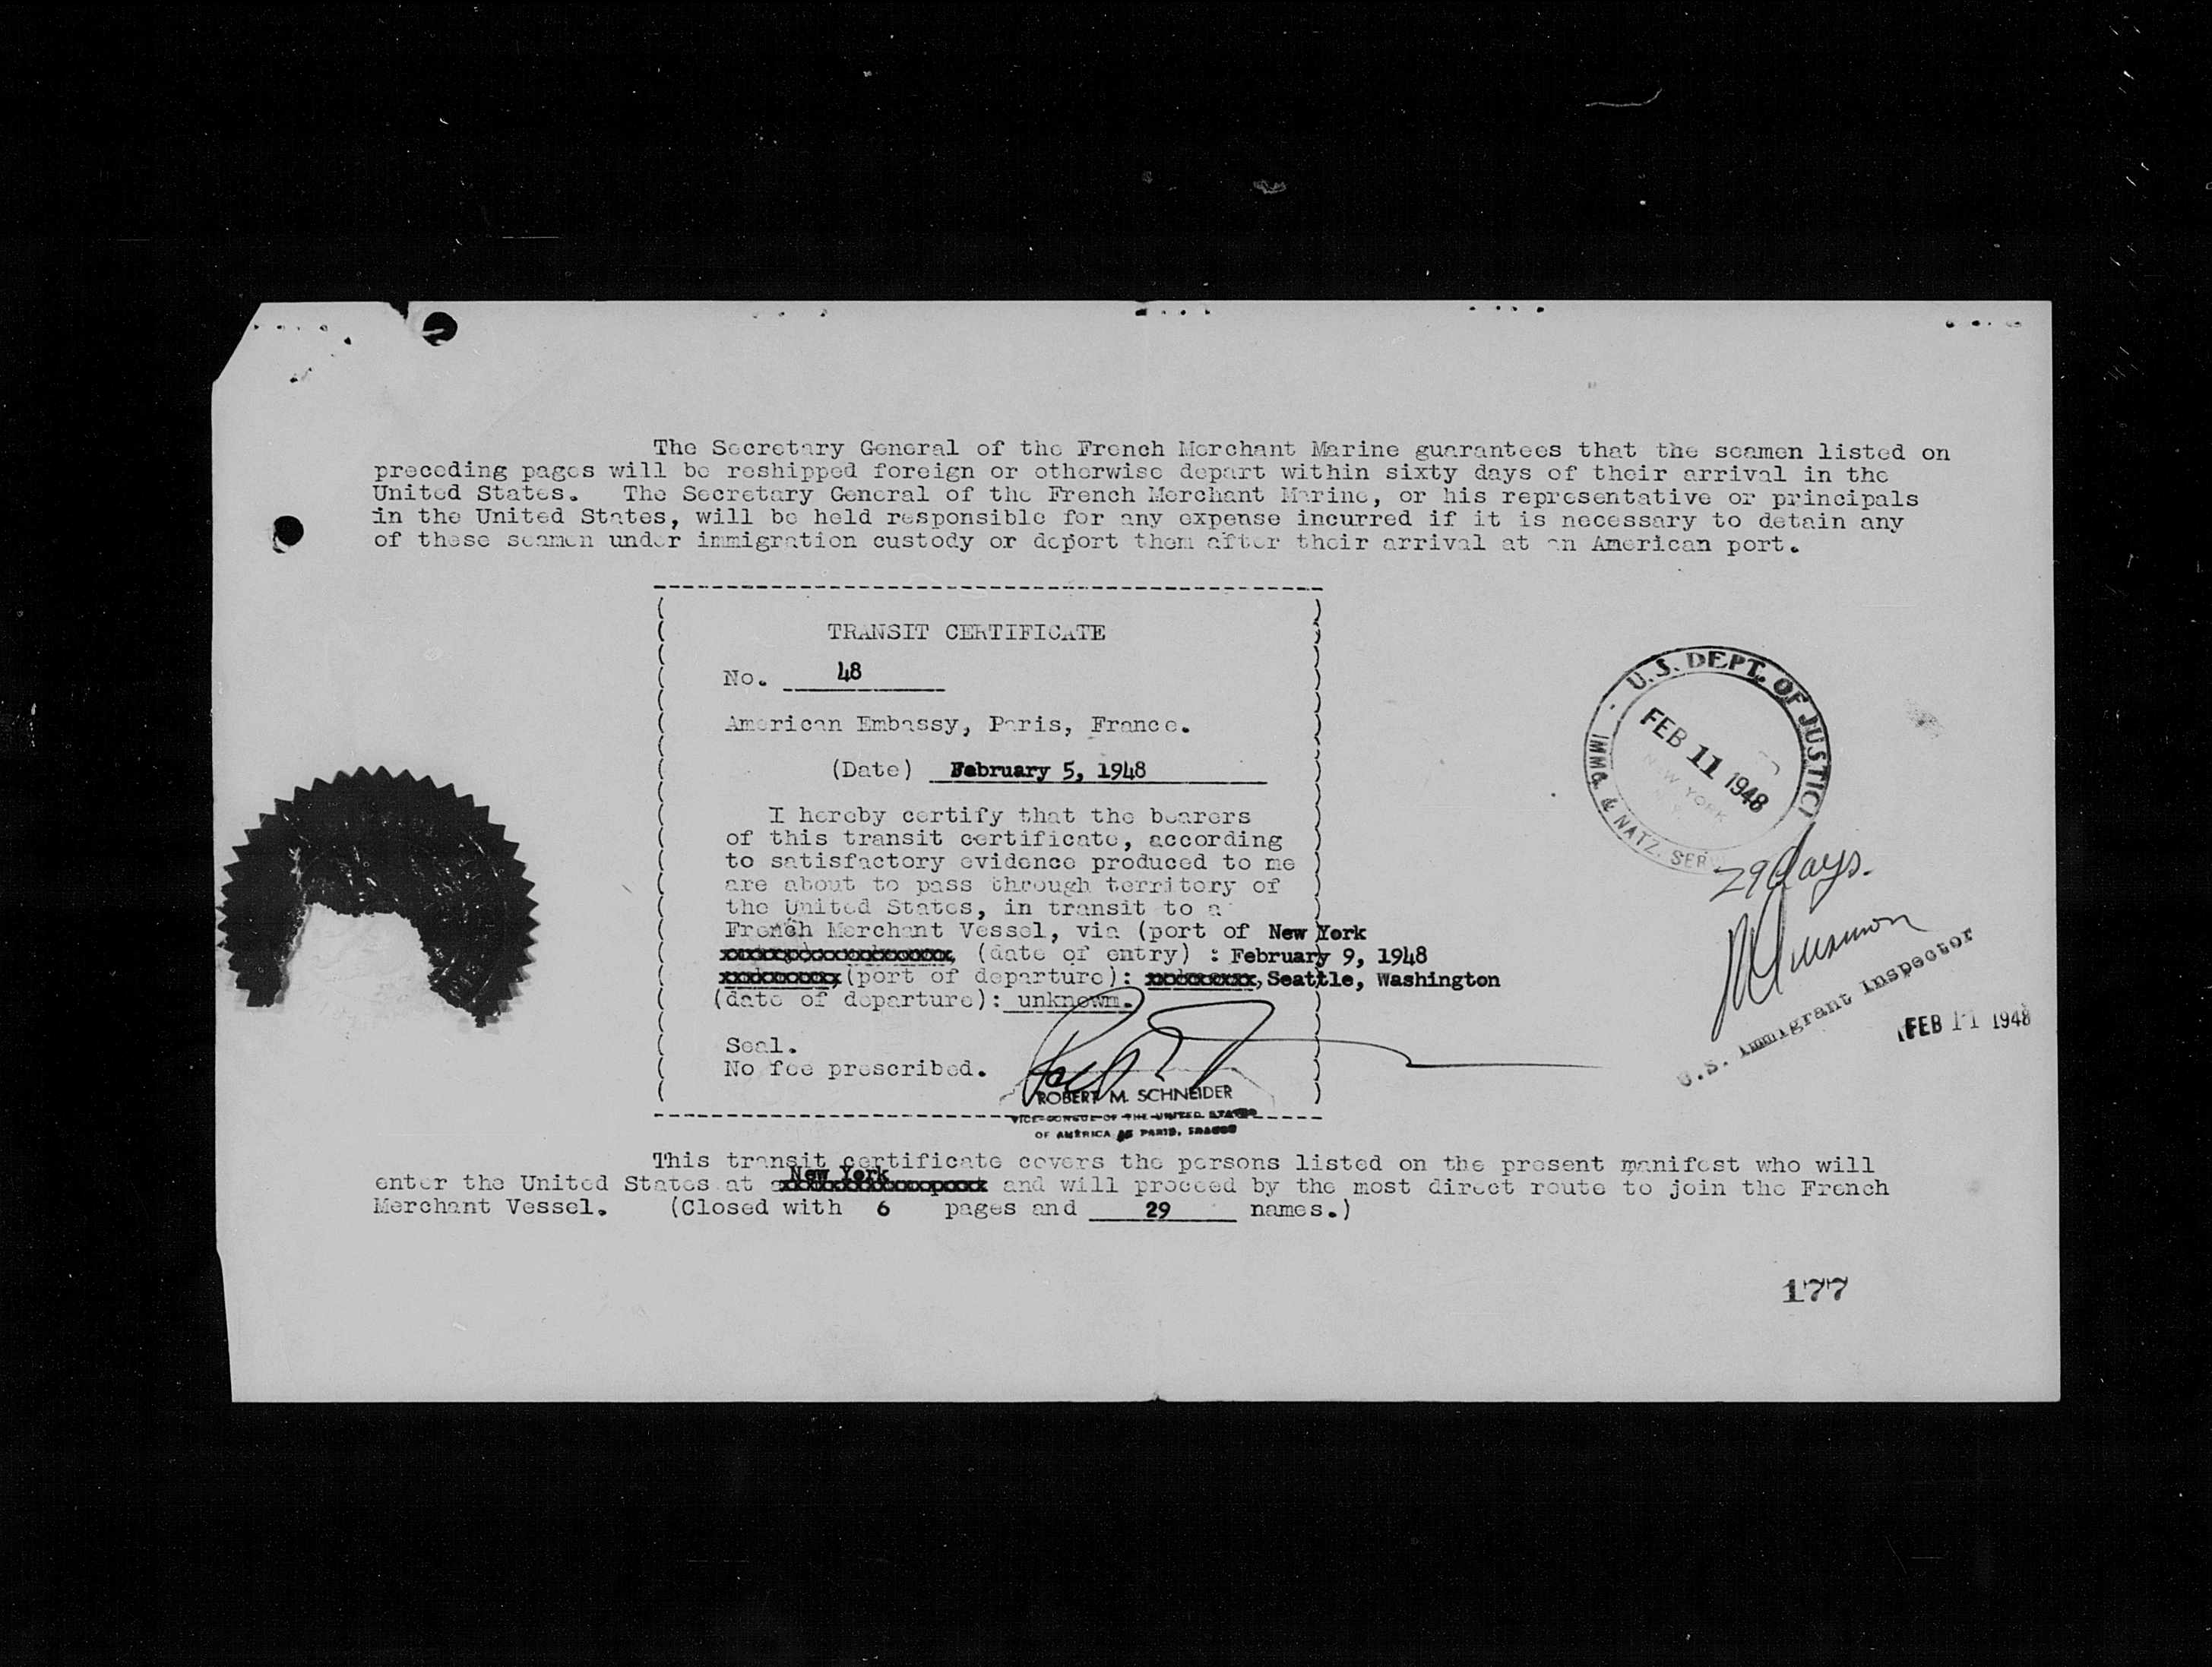 The Secretary General of the French Merchant Marine guarantees that the seamen listed on
preceding pages will be reshipped foreign or otherwise depart within sixty days of their arrival in the
United States. The Secretary General of the French Merchant Marine, or his representative or principals
in the United States, will be held responsible for any expense incurred if it is necessary to detain any
of these seamen under immigration custody or deport them after their arrival at an American port.
TRANSIT CERTIFICATE
No. 48
American Embassy, Paris, France.
(Date) February 5, 1948
I hereby certify that the bearers
of this transit certificate, according
to satisfactory evidence produced to me
are about to pass through territory of
the United States, in transit to a
French Merchant Vessel, via (port of New York
(date of entry) : February 9, 1948
(port of departure): Seattle, Washington
(date of departure): unknown.
Seal.
No fee prescribed.
ROBERT M. SCHNEIDER
VICE-CONSUL OF THE UNITED STATES
OF AMERICA AT PARIS, FRANCE
U.S. DEPT. OF JUSTICE
IMMG. & NATZ. SER
FEB 11 1948
NEW YORK
29 days.
U.S. Immigrant Inspector
FEB 11 1948
This transit certificate covers the persons listed on the present manifest who will
New York
enter the United States at and will proceed by the most direct route to join the French
Merchant Vessel. (Closed with 6 pages and 29 names.)
177